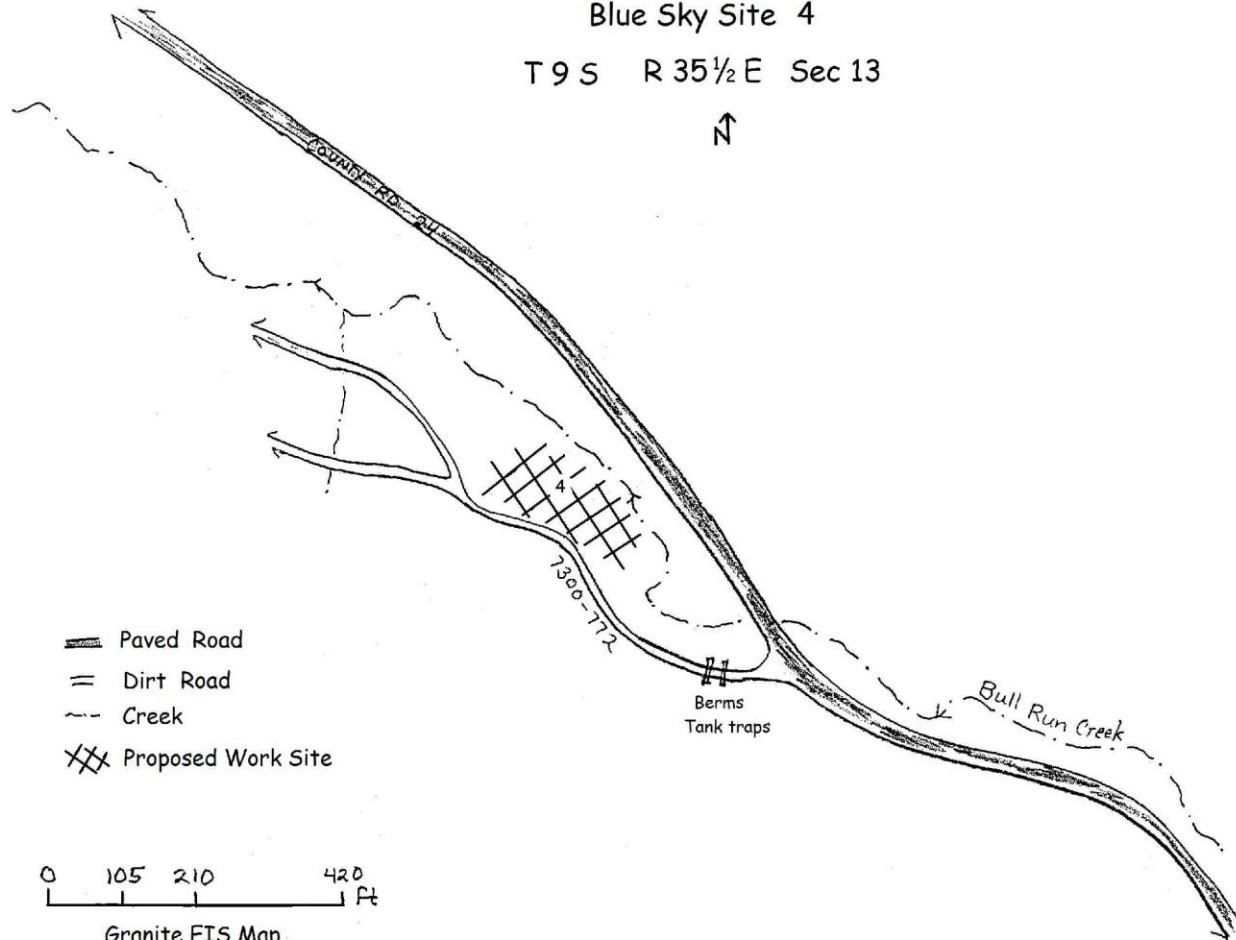 Blue Sky Site 4
T 9 S R 35½ E Sec 13
N
COUNTY RD 24
4
7300-772
Berms
Tank traps
Bull Run Creek
Paved Road
Dirt Road
Creek
Proposed Work Site
0 105 210 420 ft
Granite EIS Map